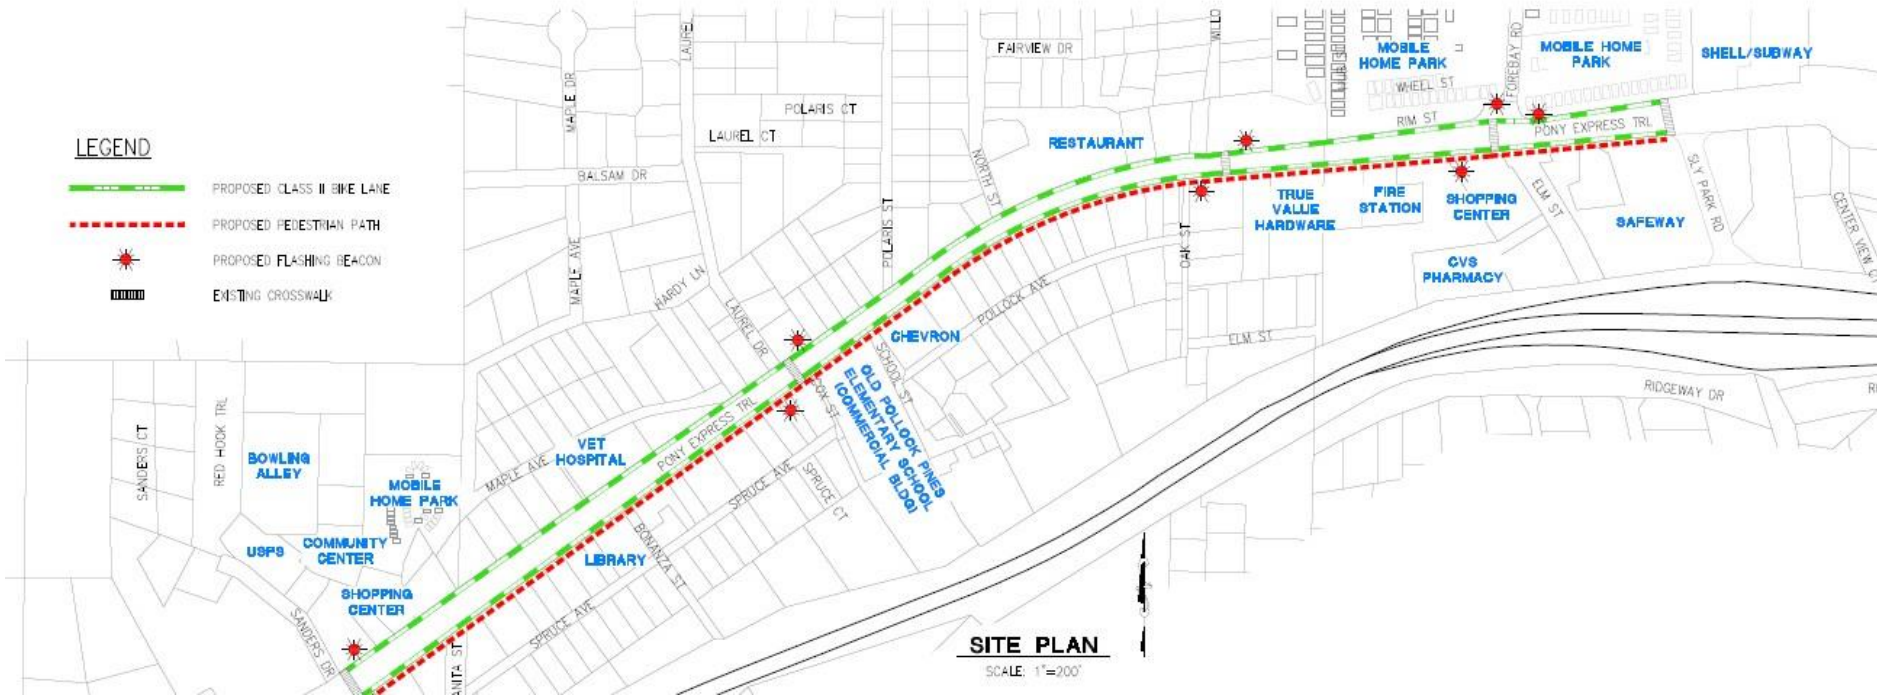 LEGEND
PROPOSED CLASS II BIKE LANE
PROPOSED PEDESTRIAN PATH
PROPOSED FLASHING BEACON
EXISTING CROSSWALK
MAPLE DR
LAUREL
FAIRVIEW DR
MOBILE
HOME PARK
WHEEL ST
FOREBAY RD
MOBILE HOME
PARK
SHELL/SUBWAY
POLARIS CT
LAUREL CT
BALSAM DR
RESTAURANT
NORTH ST
RIM ST
PONY EXPRESS TRL
SLY PARK RD
CENTER VIEW
MAPLE AVE
HARDY LN
LAUREL DR
POLARIS ST
OAK ST
TRUE
VALUE
HARDWARE
FIRE
STATION
SHOPPING
CENTER
ELM ST
SAFEWAY
CVS
PHARMACY
POLLOCK AVE
CHEVRON
ELM ST
SCHOOL ST
FOX ST
OLD POLLOCK PINES
ELEMENTARY SCHOOL
(COMMERCIAL BLDG)
RIDGEWAY DR
SANDERS CT
RED HOOK TRL
BOWLING
ALLEY
MOBILE
HOME PARK
MAPLE AVE
VET
HOSPITAL
PONY EXPRESS TRL
SPRUCE AVE
SPRUCE CT
USPS
COMMUNITY
CENTER
LIBRARY
BONANZA ST
SHOPPING
CENTER
SANDERS DR
SPRUCE AVE
ANITA ST
SITE PLAN
SCALE: 1"=200'